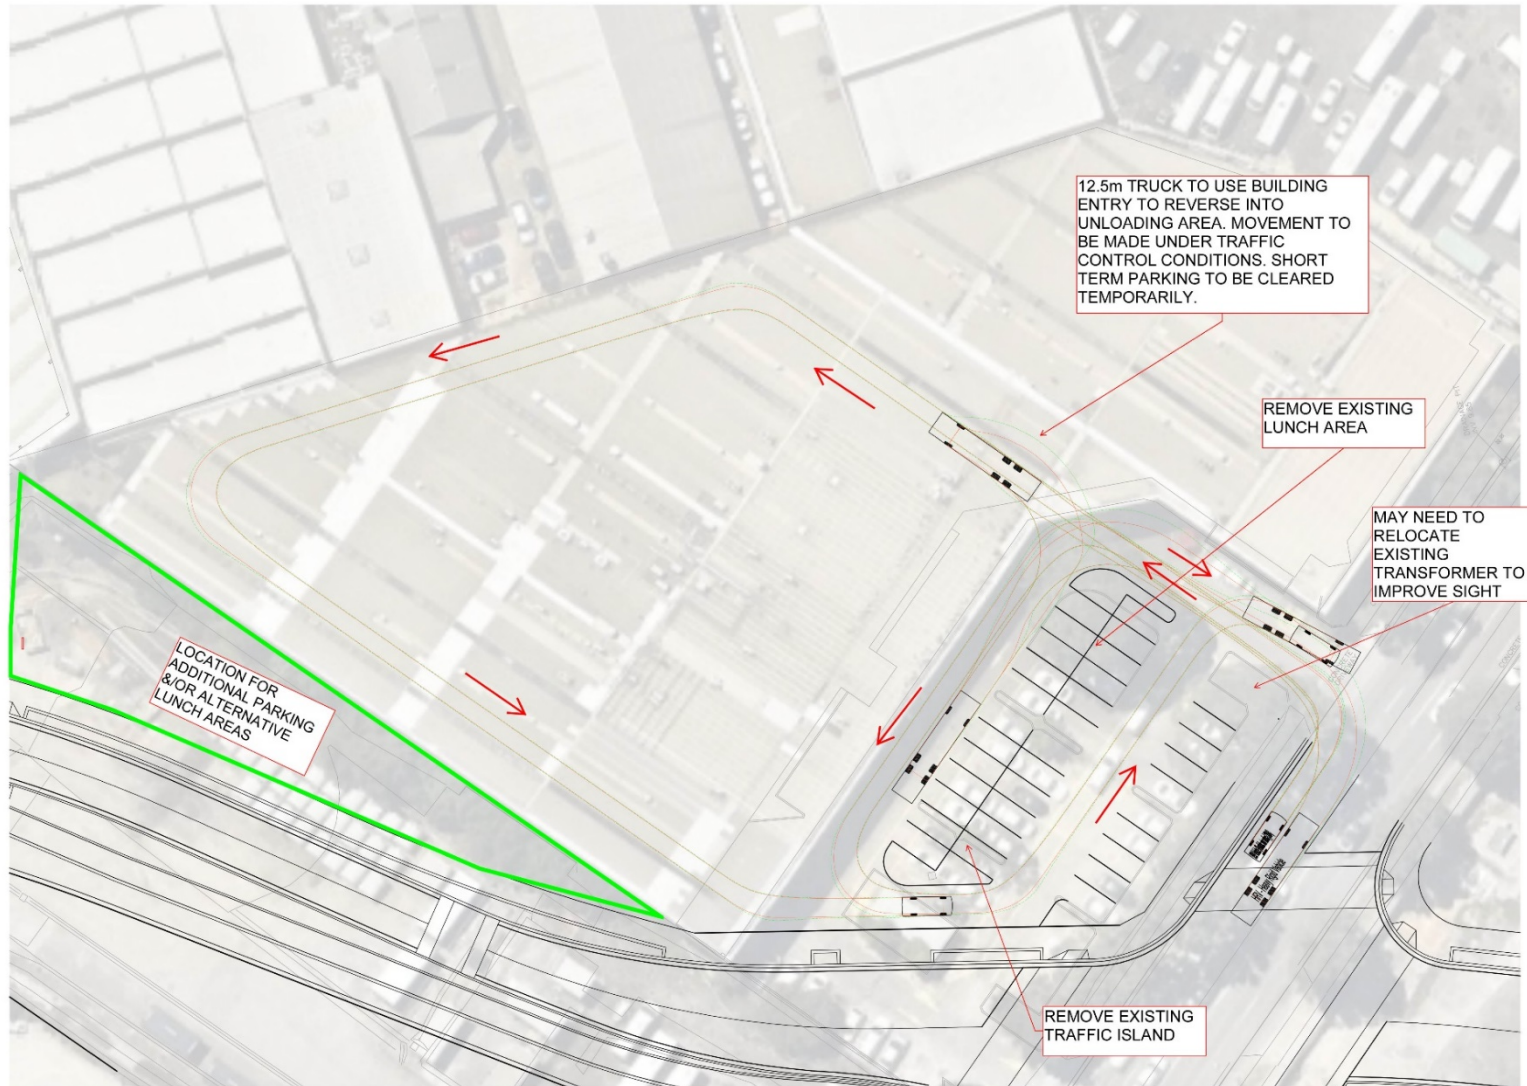 12.5m TRUCK TO USE BUILDING
ENTRY TO REVERSE INTO
UNLOADING AREA. MOVEMENT TO
BE MADE UNDER TRAFFIC
CONTROL CONDITIONS. SHORT
TERM PARKING TO BE CLEARED
TEMPORARILY.
REMOVE EXISTING
LUNCH AREA
MAY NEED TO
RELOCATE
EXISTING
TRANSFORMER TO
IMPROVE SIGHT
LOCATION FOR
ADDITIONAL PARKING
&/OR ALTERNATIVE
LUNCH AREAS
REMOVE EXISTING
TRAFFIC ISLAND